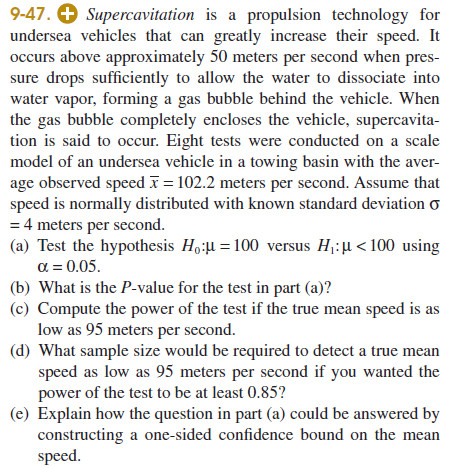 9-47. + Supercavitation is a propulsion technology for
undersea vehicles that can greatly increase their speed. It
occurs above approximately 50 meters per second when pres-
sure drops sufficiently to allow the water to dissociate into
water vapor, forming a gas bubble behind the vehicle. When
the gas bubble completely encloses the vehicle, supercavita-
tion is said to occur. Eight tests were conducted on a scale
model of an undersea vehicle in a towing basin with the aver-
age observed speed x̅ = 102.2 meters per second. Assume that
speed is normally distributed with known standard deviation σ
= 4 meters per second.
(a) Test the hypothesis H₀:μ = 100 versus H₁:μ < 100 using
α = 0.05.
(b) What is the P-value for the test in part (a)?
(c) Compute the power of the test if the true mean speed is as
low as 95 meters per second.
(d) What sample size would be required to detect a true mean
speed as low as 95 meters per second if you wanted the
power of the test to be at least 0.85?
(e) Explain how the question in part (a) could be answered by
constructing a one-sided confidence bound on the mean
speed.